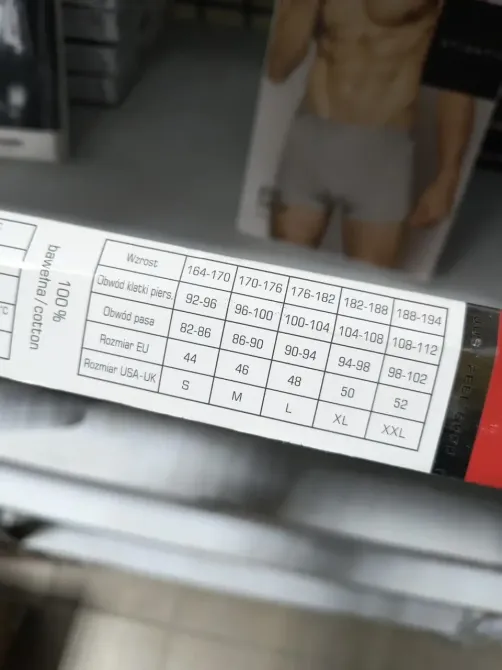 100 %
bawełna/cotton
Wzrost 164-170 170-176 176-182 182-188 188-194
Obwód klatki piers. 92-96 96-100 100-104 104-108 108-112
Obwód pasa 82-86 86-90 90-94 94-98 98-102
Rozmiar EU 44 46 48 50 52
Rozmiar USA-UK S M L XL XXL